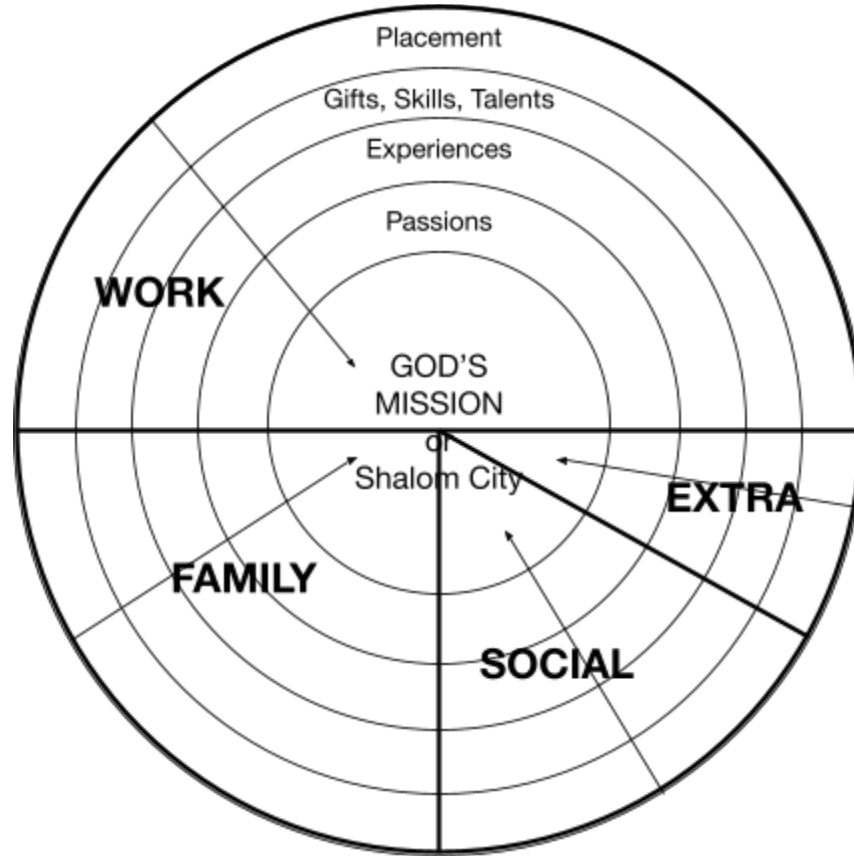 Placement
Gifts, Skills, Talents
Experiences
Passions
WORK
GOD'S
MISSION
or
Shalom City
EXTRA
FAMILY
SOCIAL